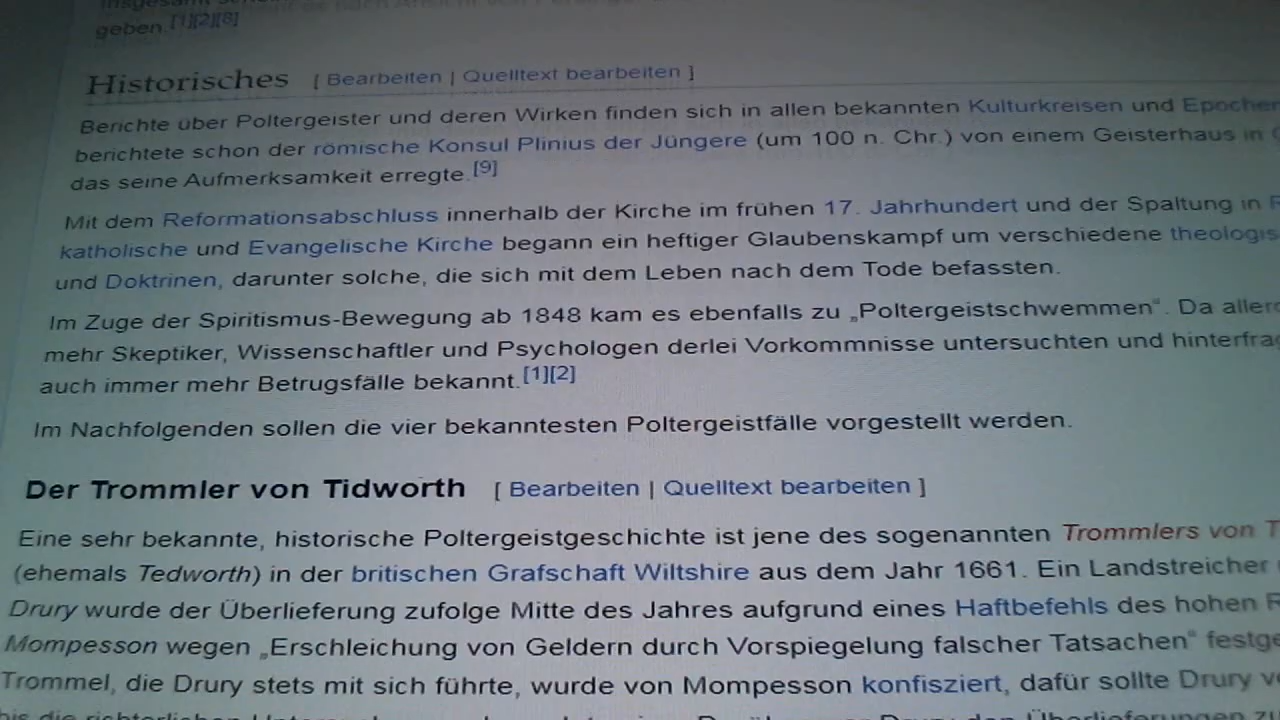 geben.[1][2][8]
Historisches [ Bearbeiten | Quelltext bearbeiten ]
Berichte über Poltergeister und deren Wirken finden sich in allen bekannten Kulturkreisen und Epochen
berichtete schon der römische Konsul Plinius der Jüngere (um 100 n. Chr.) von einem Geisterhaus in
das seine Aufmerksamkeit erregte.[9]
Mit dem Reformationsabschluss innerhalb der Kirche im frühen 17. Jahrhundert und der Spaltung in
katholische und Evangelische Kirche begann ein heftiger Glaubenskampf um verschiedene theologis
und Doktrinen, darunter solche, die sich mit dem Leben nach dem Tode befassten.
Im Zuge der Spiritismus-Bewegung ab 1848 kam es ebenfalls zu „Poltergeistschwemmen“. Da aller
mehr Skeptiker, Wissenschaftler und Psychologen derlei Vorkommnisse untersuchten und hinterfra
auch immer mehr Betrugsfälle bekannt.[1][2]
Im Nachfolgenden sollen die vier bekanntesten Poltergeistfälle vorgestellt werden.
Der Trommler von Tidworth [ Bearbeiten | Quelltext bearbeiten ]
Eine sehr bekannte, historische Poltergeistgeschichte ist jene des sogenannten Trommlers von T
(ehemals Tedworth) in der britischen Grafschaft Wiltshire aus dem Jahr 1661. Ein Landstreicher
Drury wurde der Überlieferung zufolge Mitte des Jahres aufgrund eines Haftbefehls des hohen
Mompesson wegen „Erschleichung von Geldern durch Vorspiegelung falscher Tatsachen“ festge
Trommel, die Drury stets mit sich führte, wurde von Mompesson konfisziert, dafür sollte Drury